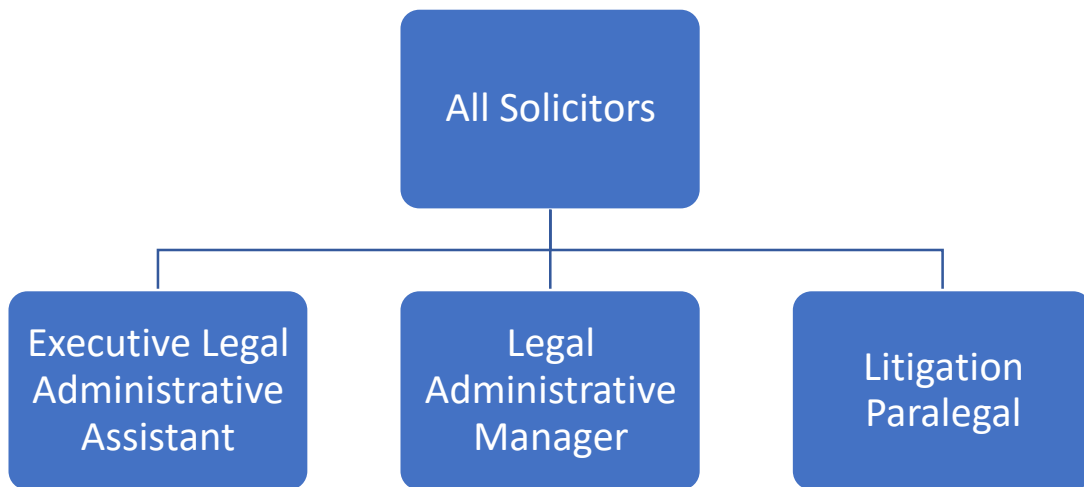 All Solicitors
Executive Legal
Administrative
Assistant
Legal
Administrative
Manager
Litigation
Paralegal